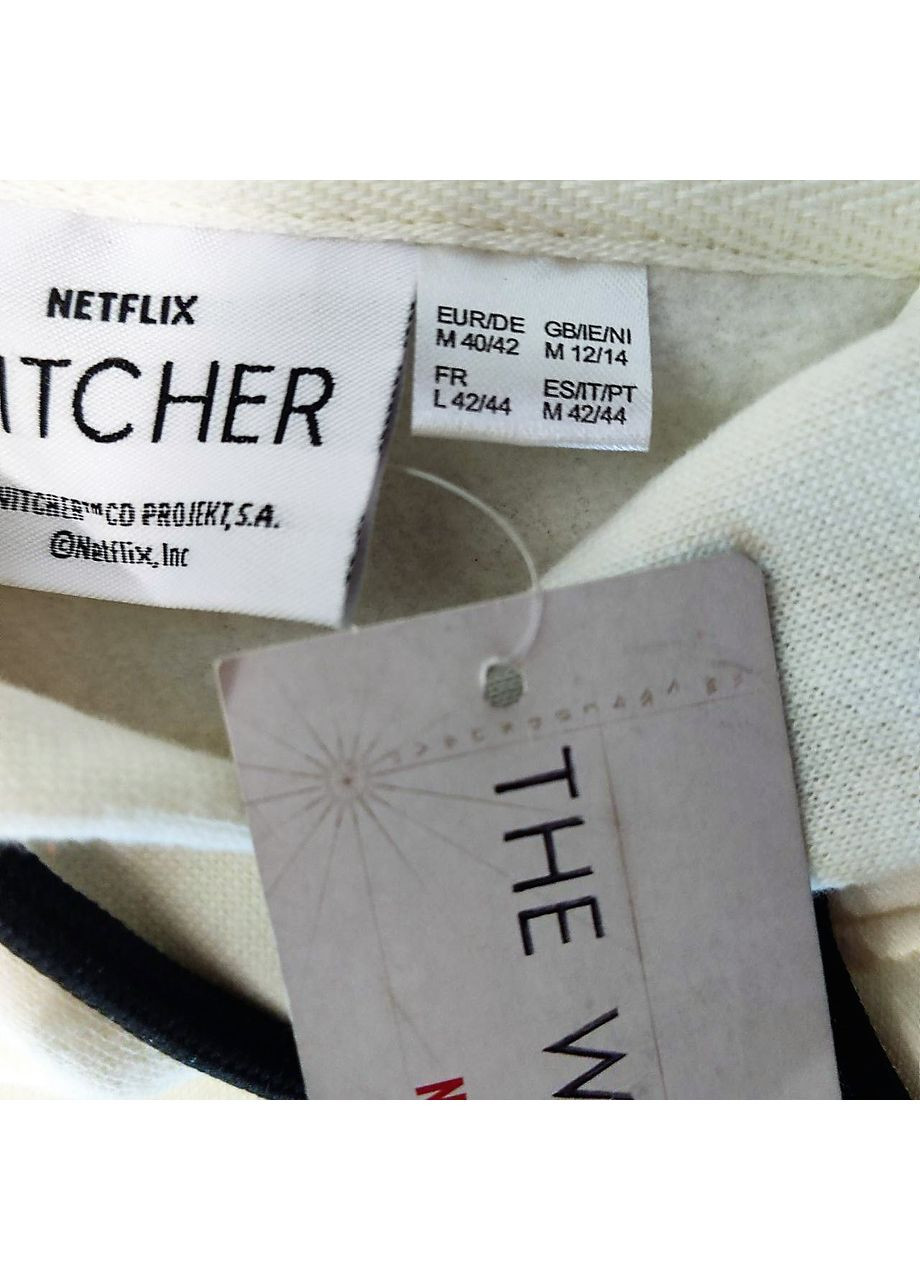 NETFLIX
ITCHER
WITCHER™CD PROJEKT,S.A.
©Netflix, Inc
EUR/DE GB/IE/NI
M 40/42 M 12/14
FR ES/IT/PT
L 42/44 M 42/44
THE W
N